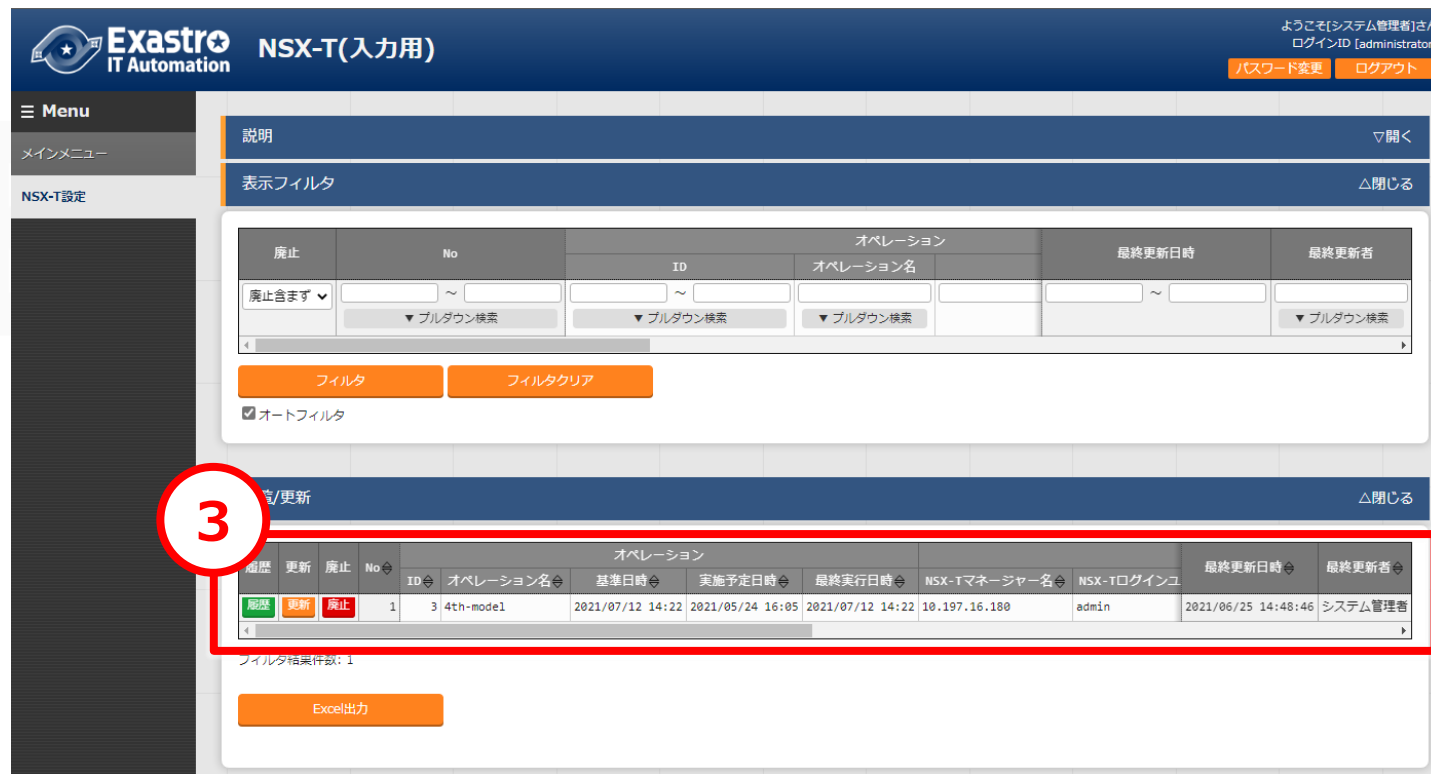 Exastro
IT Automation
NSX-T(入力用)
ようこそ[システム管理者]さん
ログインID [administrator
パスワード変更
ログアウト
☰ Menu
メインメニュー
NSX-T設定
説明
▽開く
表示フィルタ
△閉じる
廃止 No オペレーション 最終更新日時 最終更新者
ID オペレーション名
廃止含まず ～ ～ ～
▼ プルダウン検索 ▼ プルダウン検索 ▼ プルダウン検索 ▼ プルダウン検索
フィルタ
フィルタクリア
オートフィルタ
3
覧/更新
△閉じる
履歴 更新 廃止 No オペレーション 最終更新日時 最終更新者
ID オペレーション名 基準日時 実施予定日時 最終実行日時 NSX-Tマネージャー名 NSX-Tログインユ
履歴 更新 廃止 1 3 4th-model 2021/07/12 14:22 2021/05/24 16:05 2021/07/12 14:22 10.197.16.180 admin 2021/06/25 14:48:46 システム管理者
フィルタ結果件数: 1
Excel出力